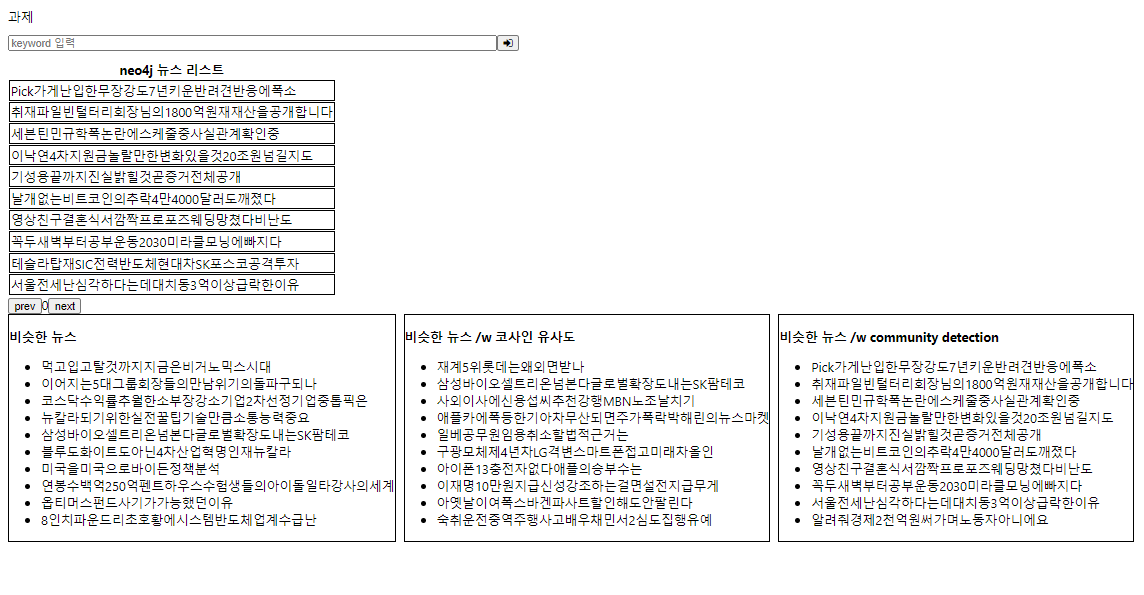 과제
keyword 입력
neo4j 뉴스 리스트
Pick가게난입한무장강도7년키운반려견반응에폭소
취재파일빈털터리회장님의1800억원재재산을공개합니다
세븐틴민규학폭논란에스케줄중사실관계확인중
이낙연4차지원금놀랄만한변화있을것20조원넘길지도
기성용끝까지진실밝힐것곧증거전체공개
날개없는비트코인의추락4만4000달러도깨졌다
영상친구결혼식서깜짝프로포즈웨딩망쳤다비난도
꼭두새벽부터공부운동2030미라클모닝에빠지다
테슬라탑재SIC전력반도체현대차SK포스코공격투자
서울전세난심각하다는데대치동3억이상급락한이유
prev0next
비슷한 뉴스
먹고입고탈것까지지금은비거노믹스시대
이어지는5대그룹회장들의만남위기의돌파구되나
코스닥수익률추월한소부장강소기업2차선정기업중톱픽은
뉴칼라되기위한실전꿀팁기술만큼소통능력중요
삼성바이오셀트리온넘본다글로벌확장도내는SK팜테코
블루도화이트도아닌4차산업혁명인재뉴칼라
미국을미국으로바이든정책분석
연봉수백억250억펜트하우스수험생들의아이돌일타강사의세계
옵티머스펀드사기가가능했던이유
8인치파운드리조호황에시스템반도체업계수급난
비슷한 뉴스 /w 코사인 유사도
재계5위롯데는왜외면받나
삼성바이오셀트리온넘본다글로벌확장도내는SK팜테코
사외이사에신용섭씨추천강행MBN노조날치기
애플카에폭등한기아차무산되면주가폭락박해린의뉴스마켓
일베공무원임용취소할법적근거는
구광모체제4년차LG격변스마트폰접고미래차올인
아이폰13충전자없다애플의승부수는
이재명10만원지급신성강조하는걸면설전지급무게
아옛날이여폭스바겐파사트할인해도안팔린다
숙취운전중역주행사고배우채민서2심도집행유예
비슷한 뉴스 /w community detection
Pick가게난입한무장강도7년키운반려견반응에폭소
취재파일빈털터리회장님의1800억원재재산을공개합니다
세븐틴민규학폭논란에스케줄중사실관계확인중
이낙연4차지원금놀랄만한변화있을것20조원넘길지도
기성용끝까지진실밝힐것곧증거전체공개
날개없는비트코인의추락4만4000달러도깨졌다
영상친구결혼식서깜짝프로포즈웨딩망쳤다비난도
꼭두새벽부터공부운동2030미라클모닝에빠지다
서울전세난심각하다는데대치동3억이상급락한이유
알려줘경제2천억원써가며노동자아니에요